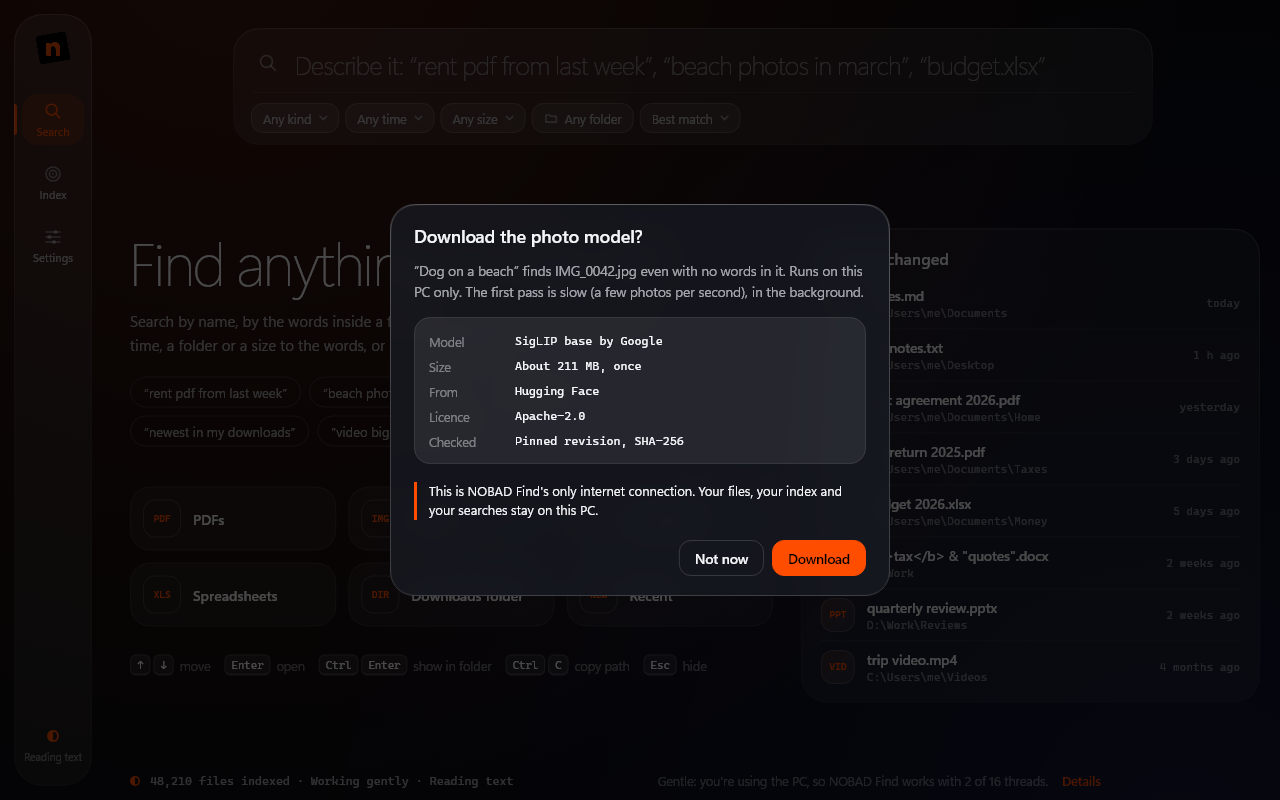 n
Describe it: “rent pdf from last week”, “beach photos in march”, “budget.xlsx”
Any kind
Any time
Any size
Any folder
Best match
Search
Index
Settings
Find anythin
Search by name, by the words inside a
time, a folder or a size to the words, or
“rent pdf from last week”
“beach
“newest in my downloads”
“video
PDF
PDFs
IMG
XLS
Spreadsheets
DIR
Downloads folder
Recent
↑ ↓ move Enter open Ctrl Enter show in folder Ctrl C copy path Esc hide
Download the photo model?
“Dog on a beach” finds IMG_0042.jpg even with no words in it. Runs on this
PC only. The first pass is slow (a few photos per second), in the background.
Model SigLIP base by Google
Size About 211 MB, once
From Hugging Face
Licence Apache-2.0
Checked Pinned revision, SHA-256
This is NOBAD Find's only internet connection. Your files, your index and
your searches stay on this PC.
Not now
Download
changed
es.md
sers\me\Documents
today
notes.txt
sers\me\Desktop
1 h ago
agreement 2026.pdf
sers\me\Documents\Home
yesterday
return 2025.pdf
sers\me\Documents\Taxes
3 days ago
get 2026.xlsx
sers\me\Documents\Money
5 days ago
>tax</b> & "quotes".docx
Work
2 weeks ago
PPT
quarterly review.pptx
D:\Work\Reviews
2 weeks ago
VID
trip video.mp4
C:\Users\me\Videos
4 months ago
Reading text
48,210 files indexed · Working gently · Reading text
Gentle: you're using the PC, so NOBAD Find works with 2 of 16 threads.
Details